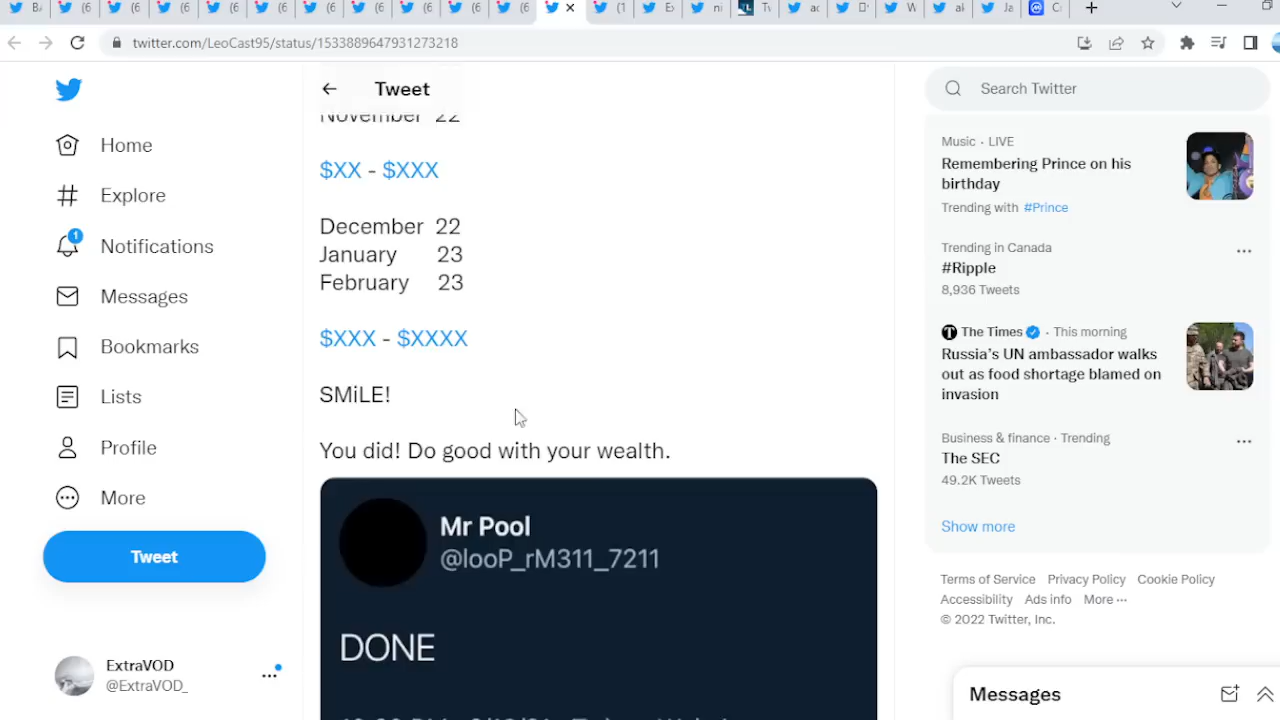 twitter.com/LeoCast95/status/1533889647931273218
Home
Explore
1
Notifications
Messages
Bookmarks
Lists
Profile
More
Tweet
ExtraVOD
@ExtraVOD_
Tweet
November 22
$XX - $XXX
December 22
January 23
February 23
$XXX - $XXXX
SMiLE!
You did! Do good with your wealth.
Mr Pool
@looP_rM311_7211
DONE
Search Twitter
Music · LIVE
Remembering Prince on his
birthday
Trending with #Prince
Trending in Canada
#Ripple
8,936 Tweets
The Times · This morning
Russia's UN ambassador walks
out as food shortage blamed on
invasion
Business & finance · Trending
The SEC
49.2K Tweets
Show more
Terms of Service Privacy Policy Cookie Policy
Accessibility Ads info More ···
© 2022 Twitter, Inc.
Messages